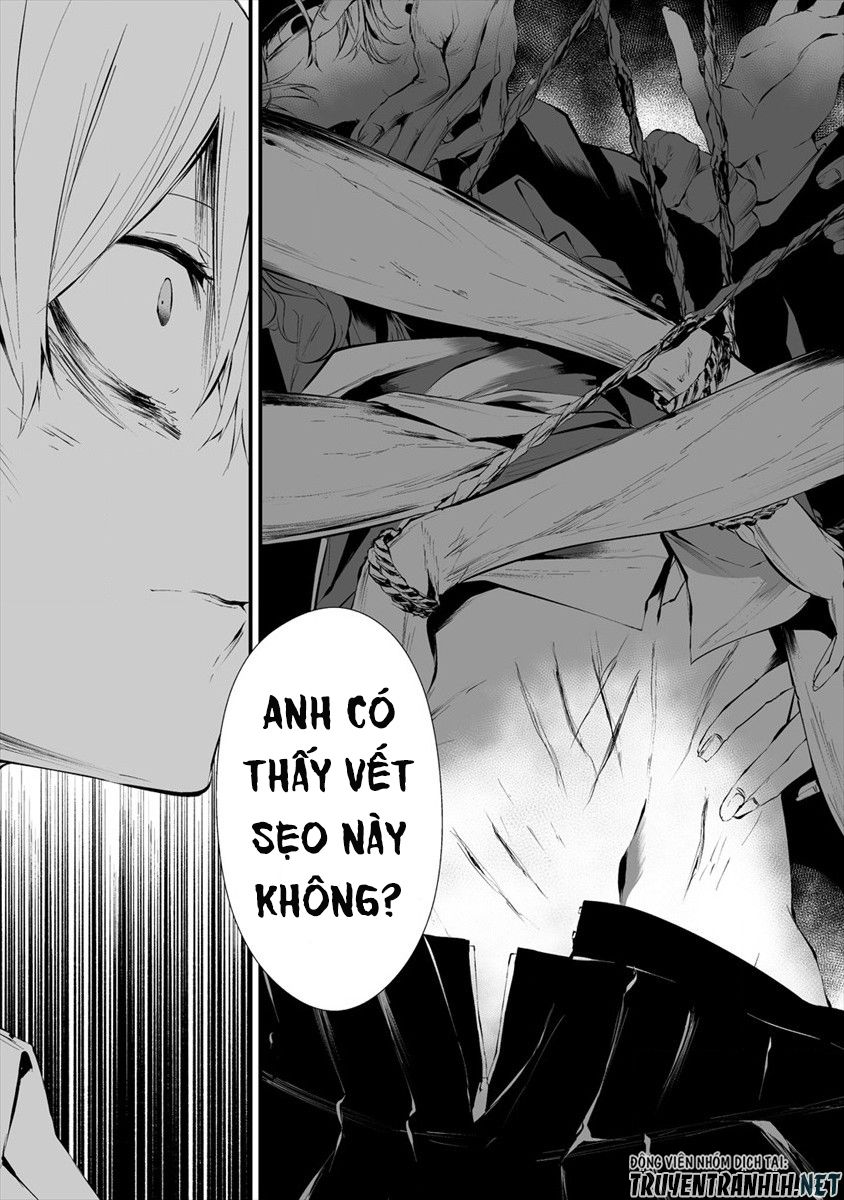 ANH CÓ
THẤY VẾT
SẸO NÀY
KHÔNG?
ĐỘNG VIÊN NHÓM DỊCH TẠI:
TRUYENTRANHLH.NET